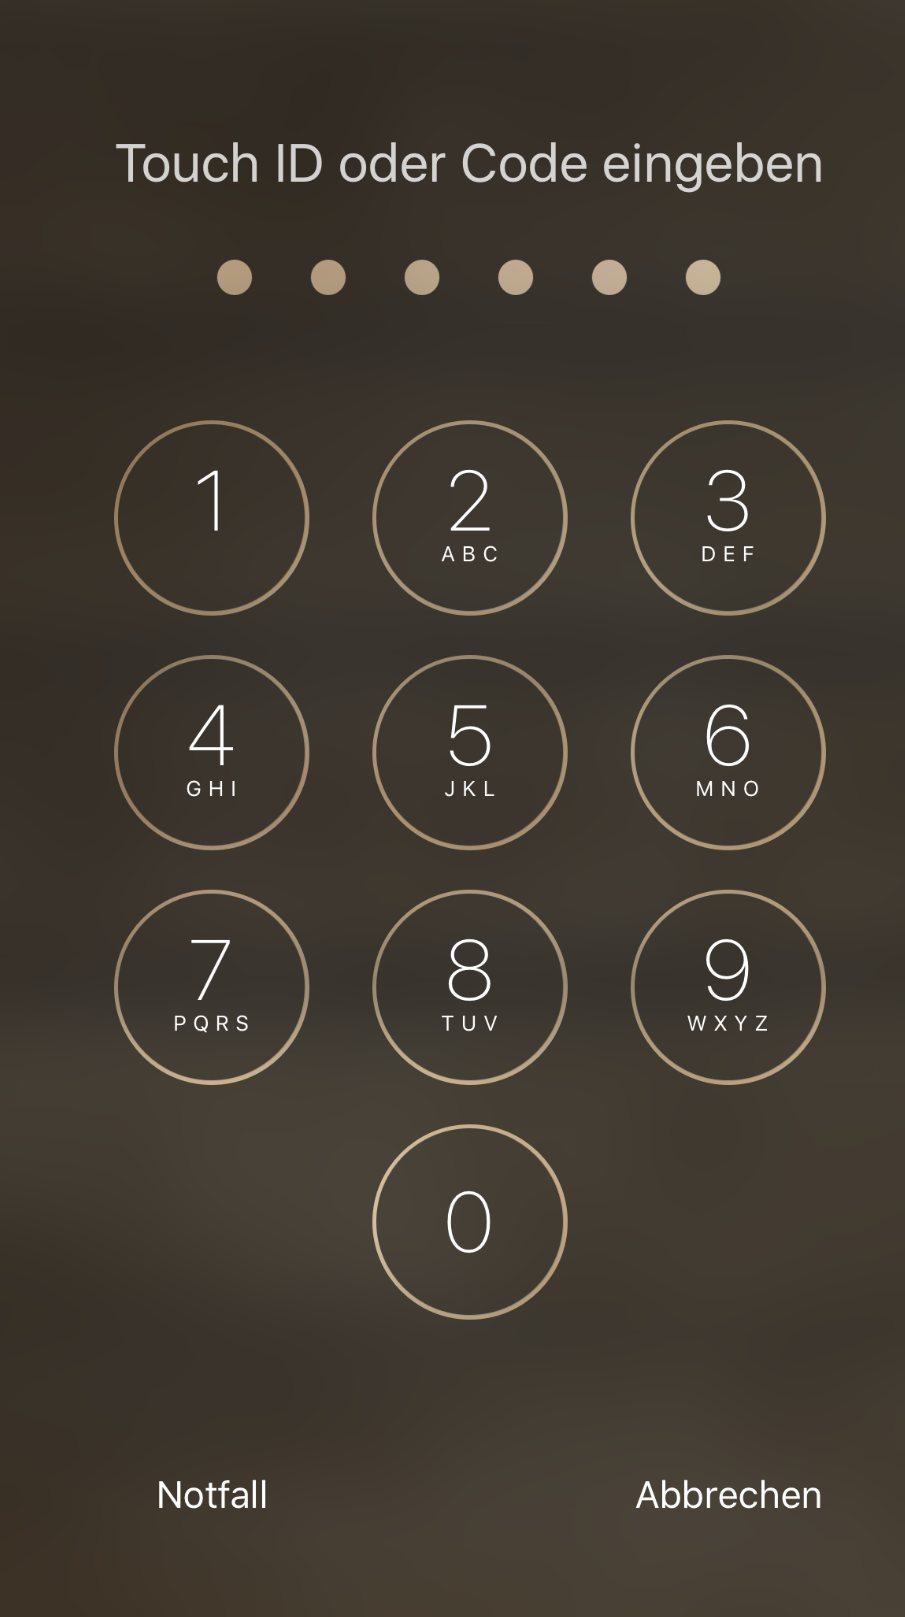 Touch ID oder Code eingeben
1 2 3
ABC DEF
4 5 6
GHI JKL MNO
7 8 9
PQRS TUV WXYZ
0
Notfall Abbrechen